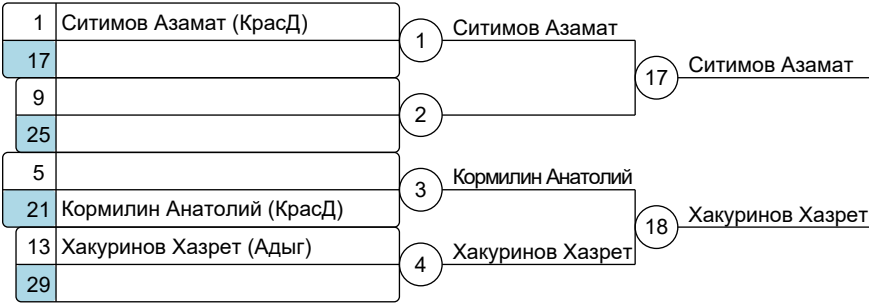 1 Ситимов Азамат (КрасД)
17
9
25
5
21 Кормилин Анатолий (КрасД)
13 Хакуринов Хазрет (Адыг)
29
1 Ситимов Азамат
2
3 Кормилин Анатолий
4 Хакуринов Хазрет
17 Ситимов Азамат
18 Хакуринов Хазрет